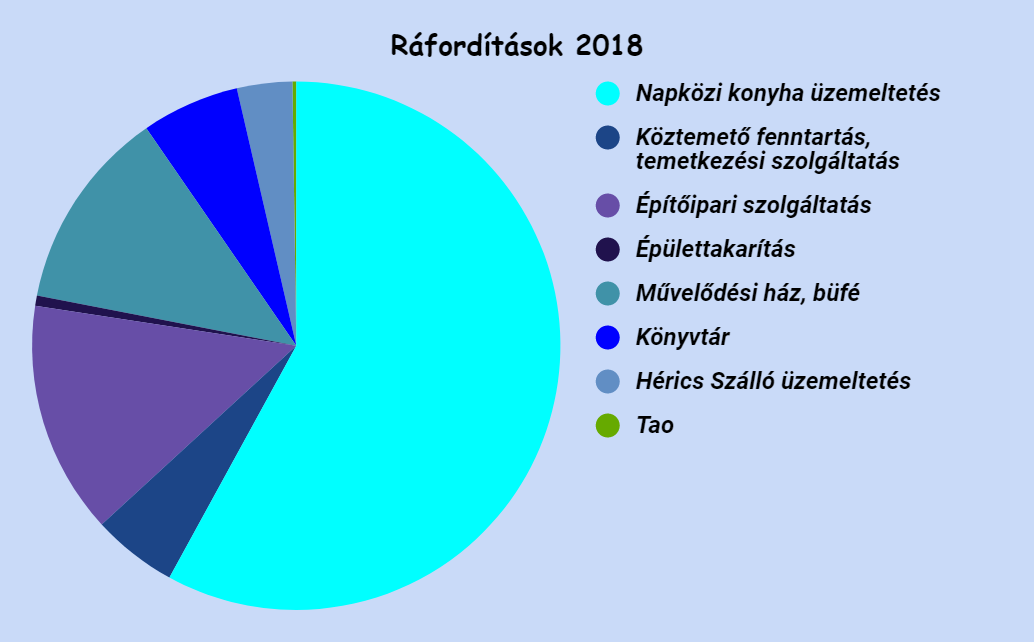 Ráfordítások 2018
Napközi konyha üzemeltetés
Köztemető fenntartás,
temetkezési szolgáltatás
Építőipari szolgáltatás
Épülettakarítás
Művelődési ház, büfé
Könyvtár
Hérics Szálló üzemeltetés
Tao